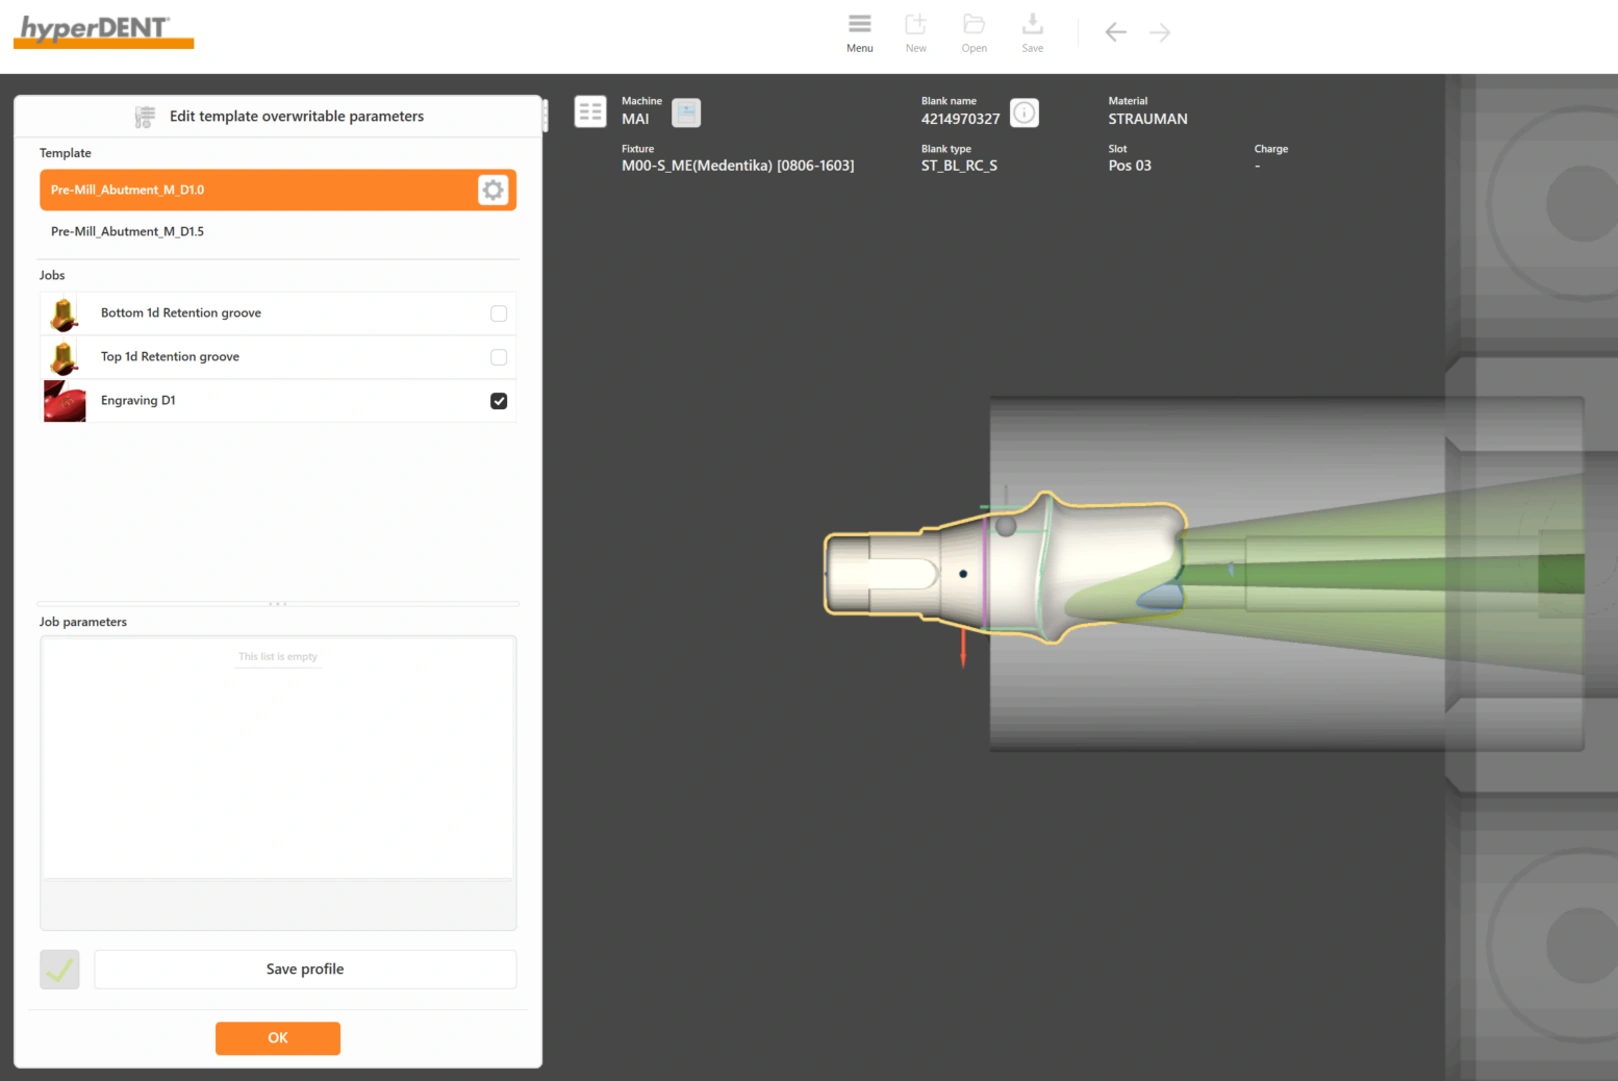 hyperDENT
Menu
New
Open
Save
Edit template overwritable parameters
Template
Pre-Mill_Abutment_M_D1.0
Pre-Mill_Abutment_M_D1.5
Jobs
Bottom 1d Retention groove
Top 1d Retention groove
Engraving D1
Job parameters
This list is empty
Save profile
OK
Machine
MAI
Blank name
4214970327
Material
STRAUMAN
Fixture
M00-S_ME(Medentika) [0806-1603]
Blank type
ST_BL_RC_S
Slot
Pos 03
Charge
-